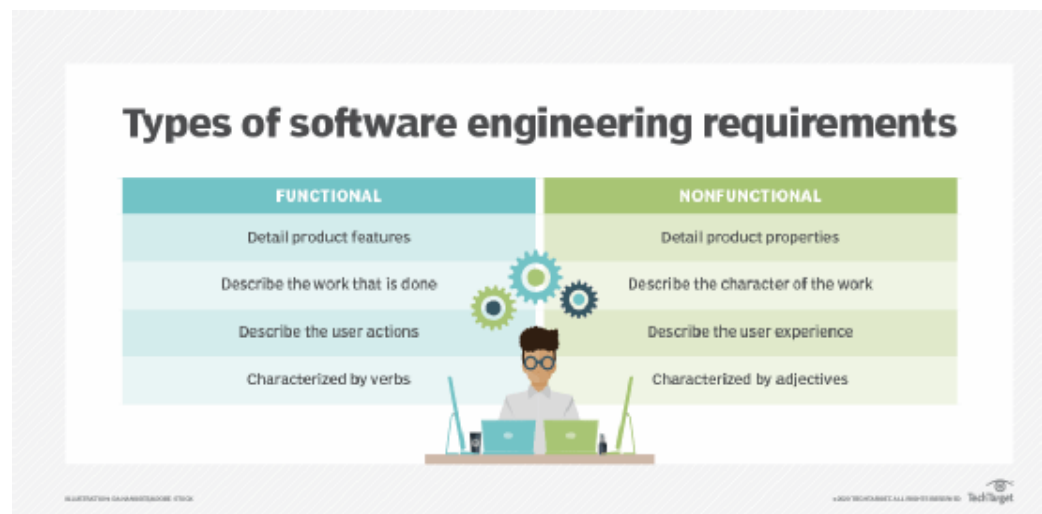 Types of software engineering requirements
FUNCTIONAL
NONFUNCTIONAL
Detail product features
Detail product properties
Describe the work that is done
Describe the character of the work
Describe the user actions
Describe the user experience
Characterized by verbs
Characterized by adjectives
TechTarget